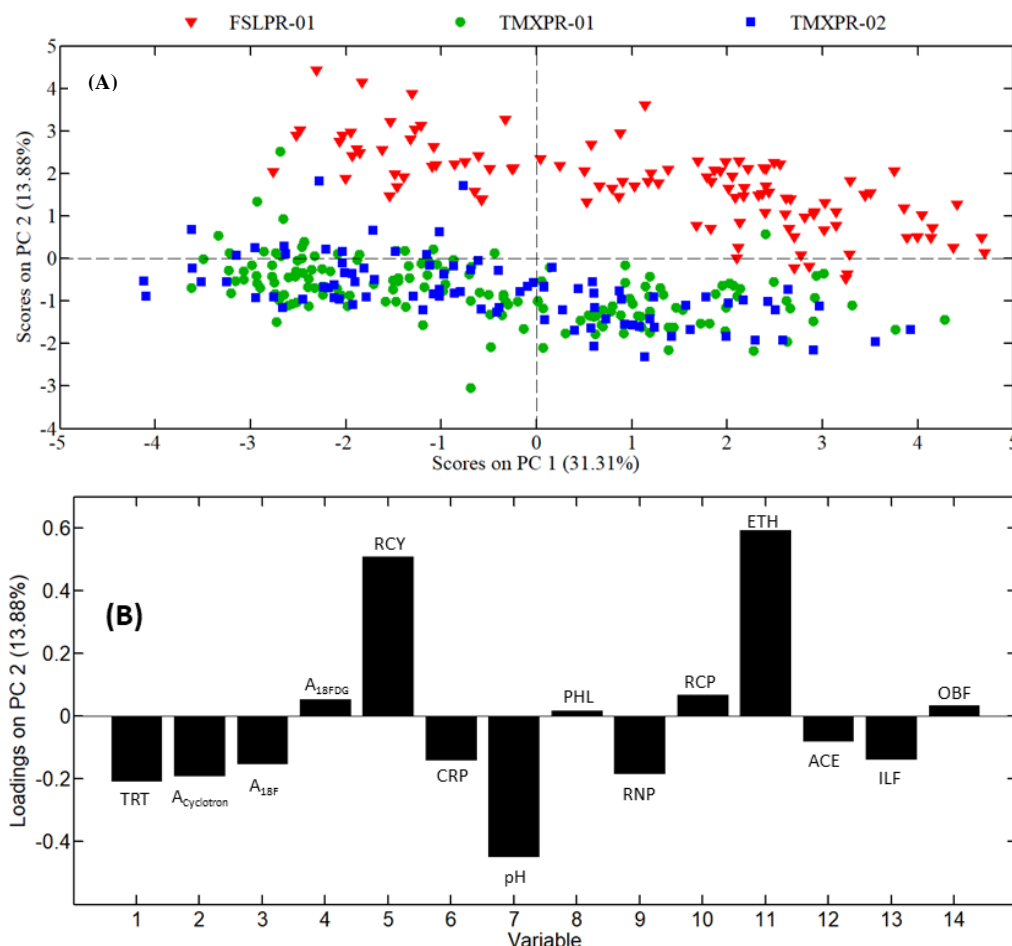 FSLPR-01 TMXPR-01 TMXPR-02
(A)
5
4
3
2
1
0
-1
-2
-3
-4
Scores on PC 2 (13.88%)
-5 -4 -3 -2 -1 0 1 2 3 4 5
Scores on PC 1 (31.31%)
(B)
0.6
0.4
0.2
0
-0.2
-0.4
Loadings on PC 2 (13.88%)
TRT
ACyclotron
A18F
A18FDG
RCY
CRP
pH
PHL
RNP
RCP
ETH
ACE
ILF
OBF
1 2 3 4 5 6 7 8 9 10 11 12 13 14
Variable